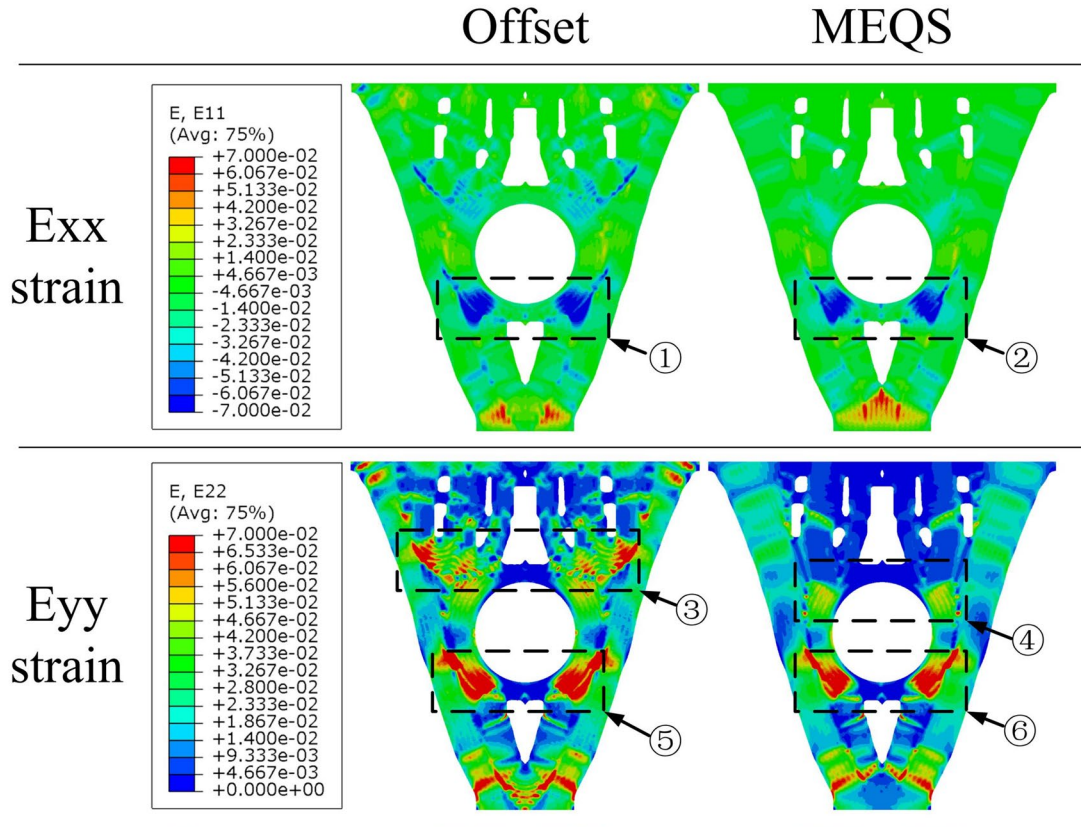 Offset MEQS
Exx
strain
E, E11
(Avg: 75%)
+7.000e-02
+6.067e-02
+5.133e-02
+4.200e-02
+3.267e-02
+2.333e-02
+1.400e-02
+4.667e-03
-4.667e-03
-1.400e-02
-2.333e-02
-3.267e-02
-4.200e-02
-5.133e-02
-6.067e-02
-7.000e-02
① ②
Eyy
strain
E, E22
(Avg: 75%)
+7.000e-02
+6.533e-02
+6.067e-02
+5.600e-02
+5.133e-02
+4.667e-02
+4.200e-02
+3.733e-02
+3.267e-02
+2.800e-02
+1.867e-02
+1.400e-02
+9.333e-03
+4.667e-03
+0.000e+00
③ ④
⑤ ⑥